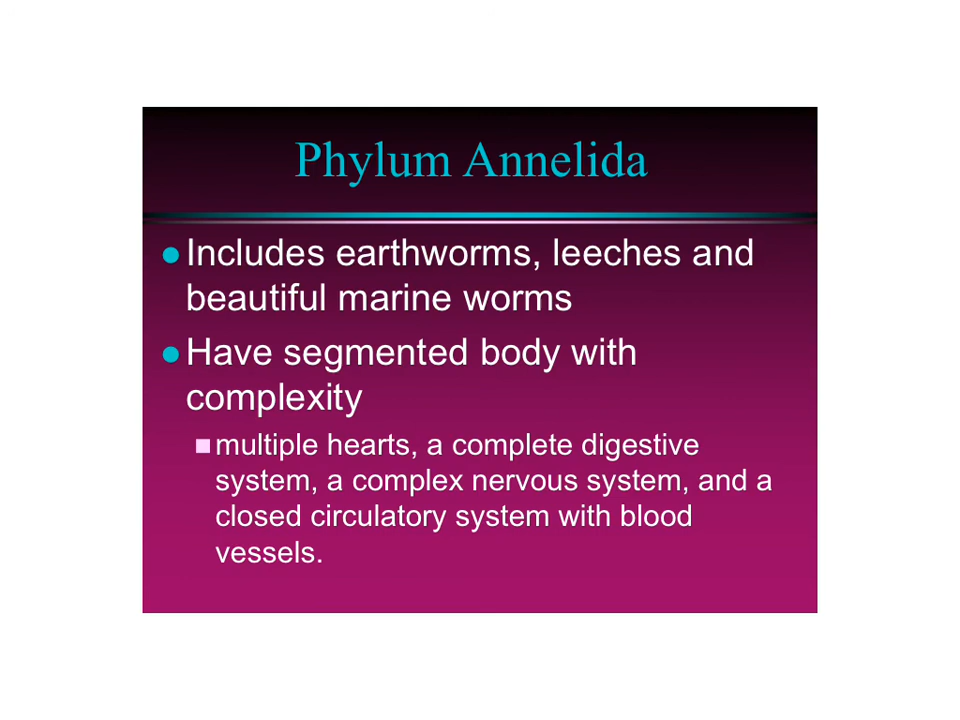 Phylum Annelida
Includes earthworms, leeches and
beautiful marine worms
Have segmented body with
complexity
multiple hearts, a complete digestive
system, a complex nervous system, and a
closed circulatory system with blood
vessels.